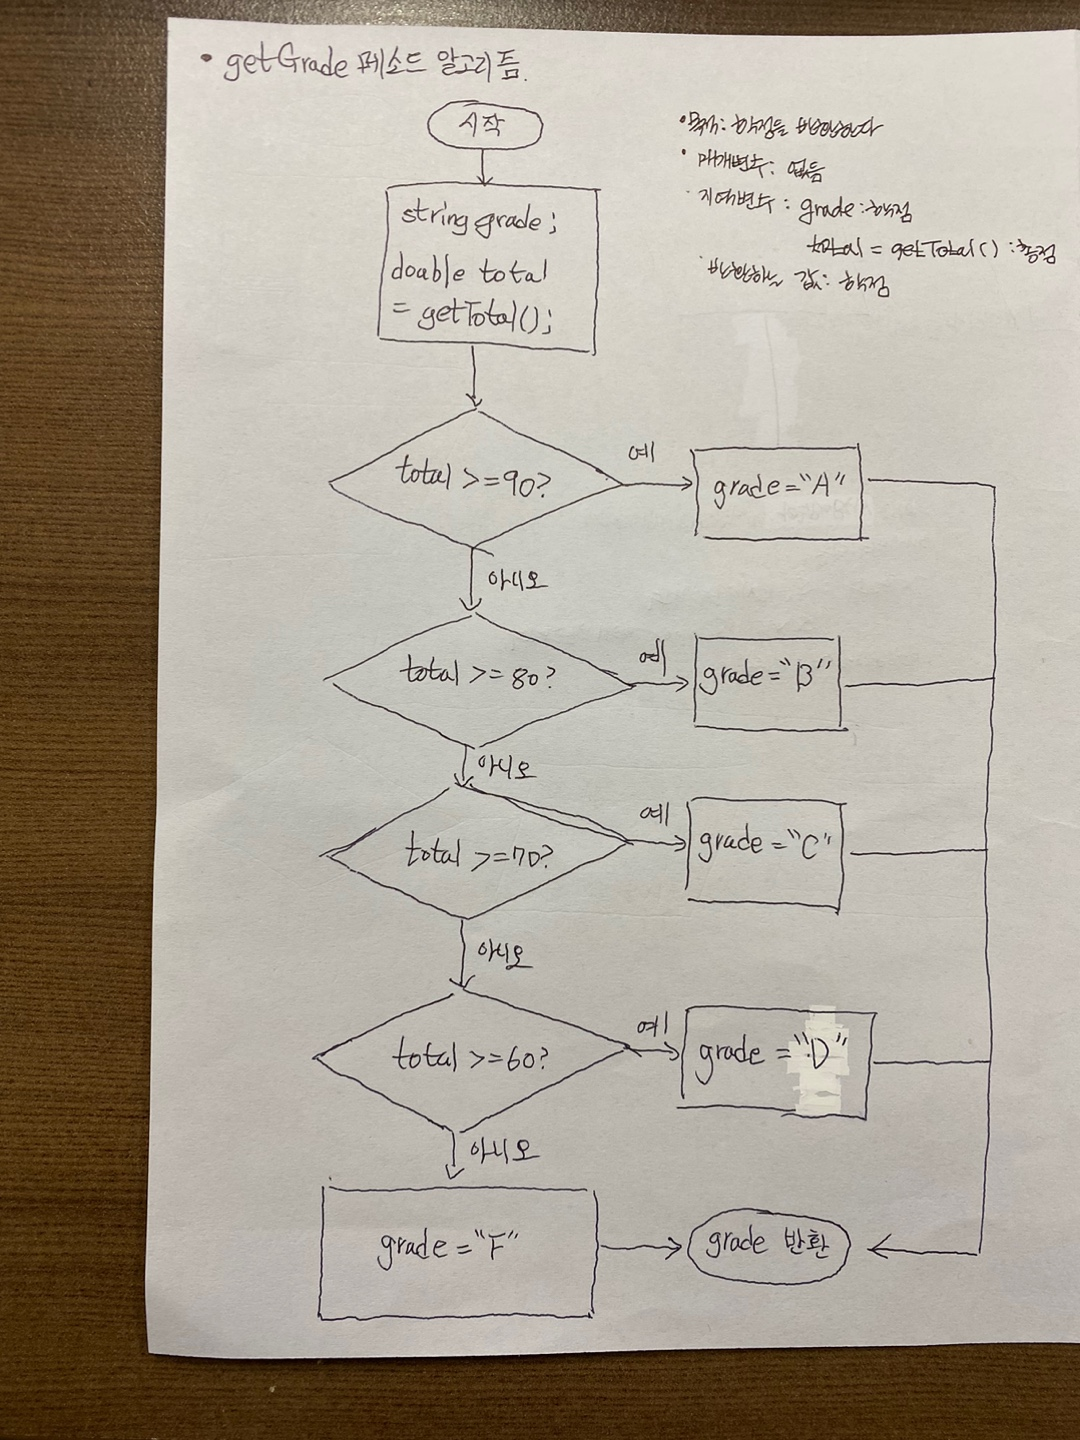 • getGrade 메소드 알고리듬.
시작
• 목적: 학점을 반환한다
• 매개변수: 없음
· 지역변수: grade:학점
total = getTotal() :총점
· 반환하는 값: 학점
string grade;
doable total
= getTotal();
total >=90?
예
grade="A"
아니오
total >=80?
예
grade="B"
아니오
total >=70?
예
grade="C"
아니오
total >=60?
예
grade="D"
아니오
grade="F"
grade 반환